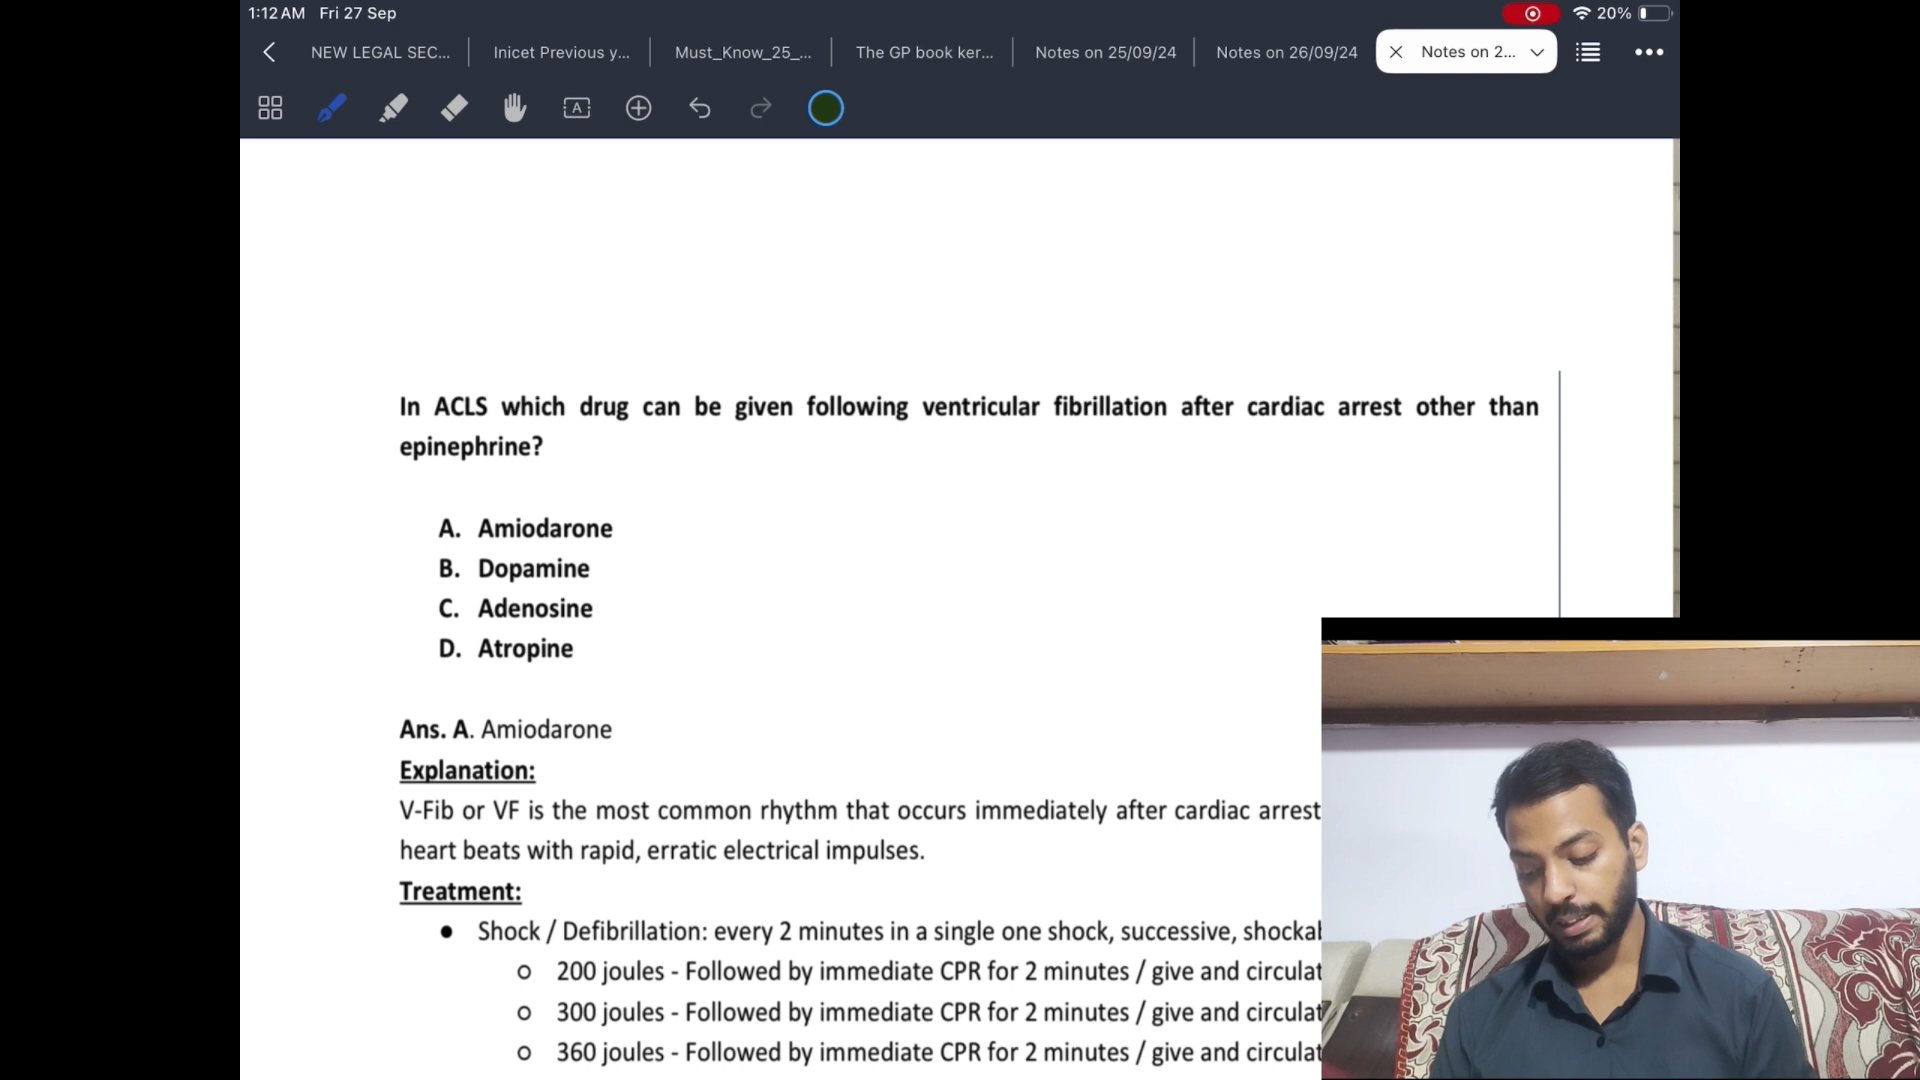 1:12 AM Fri 27 Sep
20%
NEW LEGAL SEC...
Inicet Previous y...
Must_Know_25_...
The GP book ker...
Notes on 25/09/24
Notes on 26/09/24
Notes on 2...
A
In ACLS which drug can be given following ventricular fibrillation after cardiac arrest other than
epinephrine?
A. Amiodarone
B. Dopamine
C. Adenosine
D. Atropine
Ans. A. Amiodarone
Explanation:
V-Fib or VF is the most common rhythm that occurs immediately after cardiac arrest
heart beats with rapid, erratic electrical impulses.
Treatment:
● Shock / Defibrillation: every 2 minutes in a single one shock, successive,
o 200 joules - Followed by immediate CPR for 2 minutes / give and
o 300 joules - Followed by immediate CPR for 2 minutes / give and
o 360 joules - Followed by immediate CPR for 2 minutes / give and